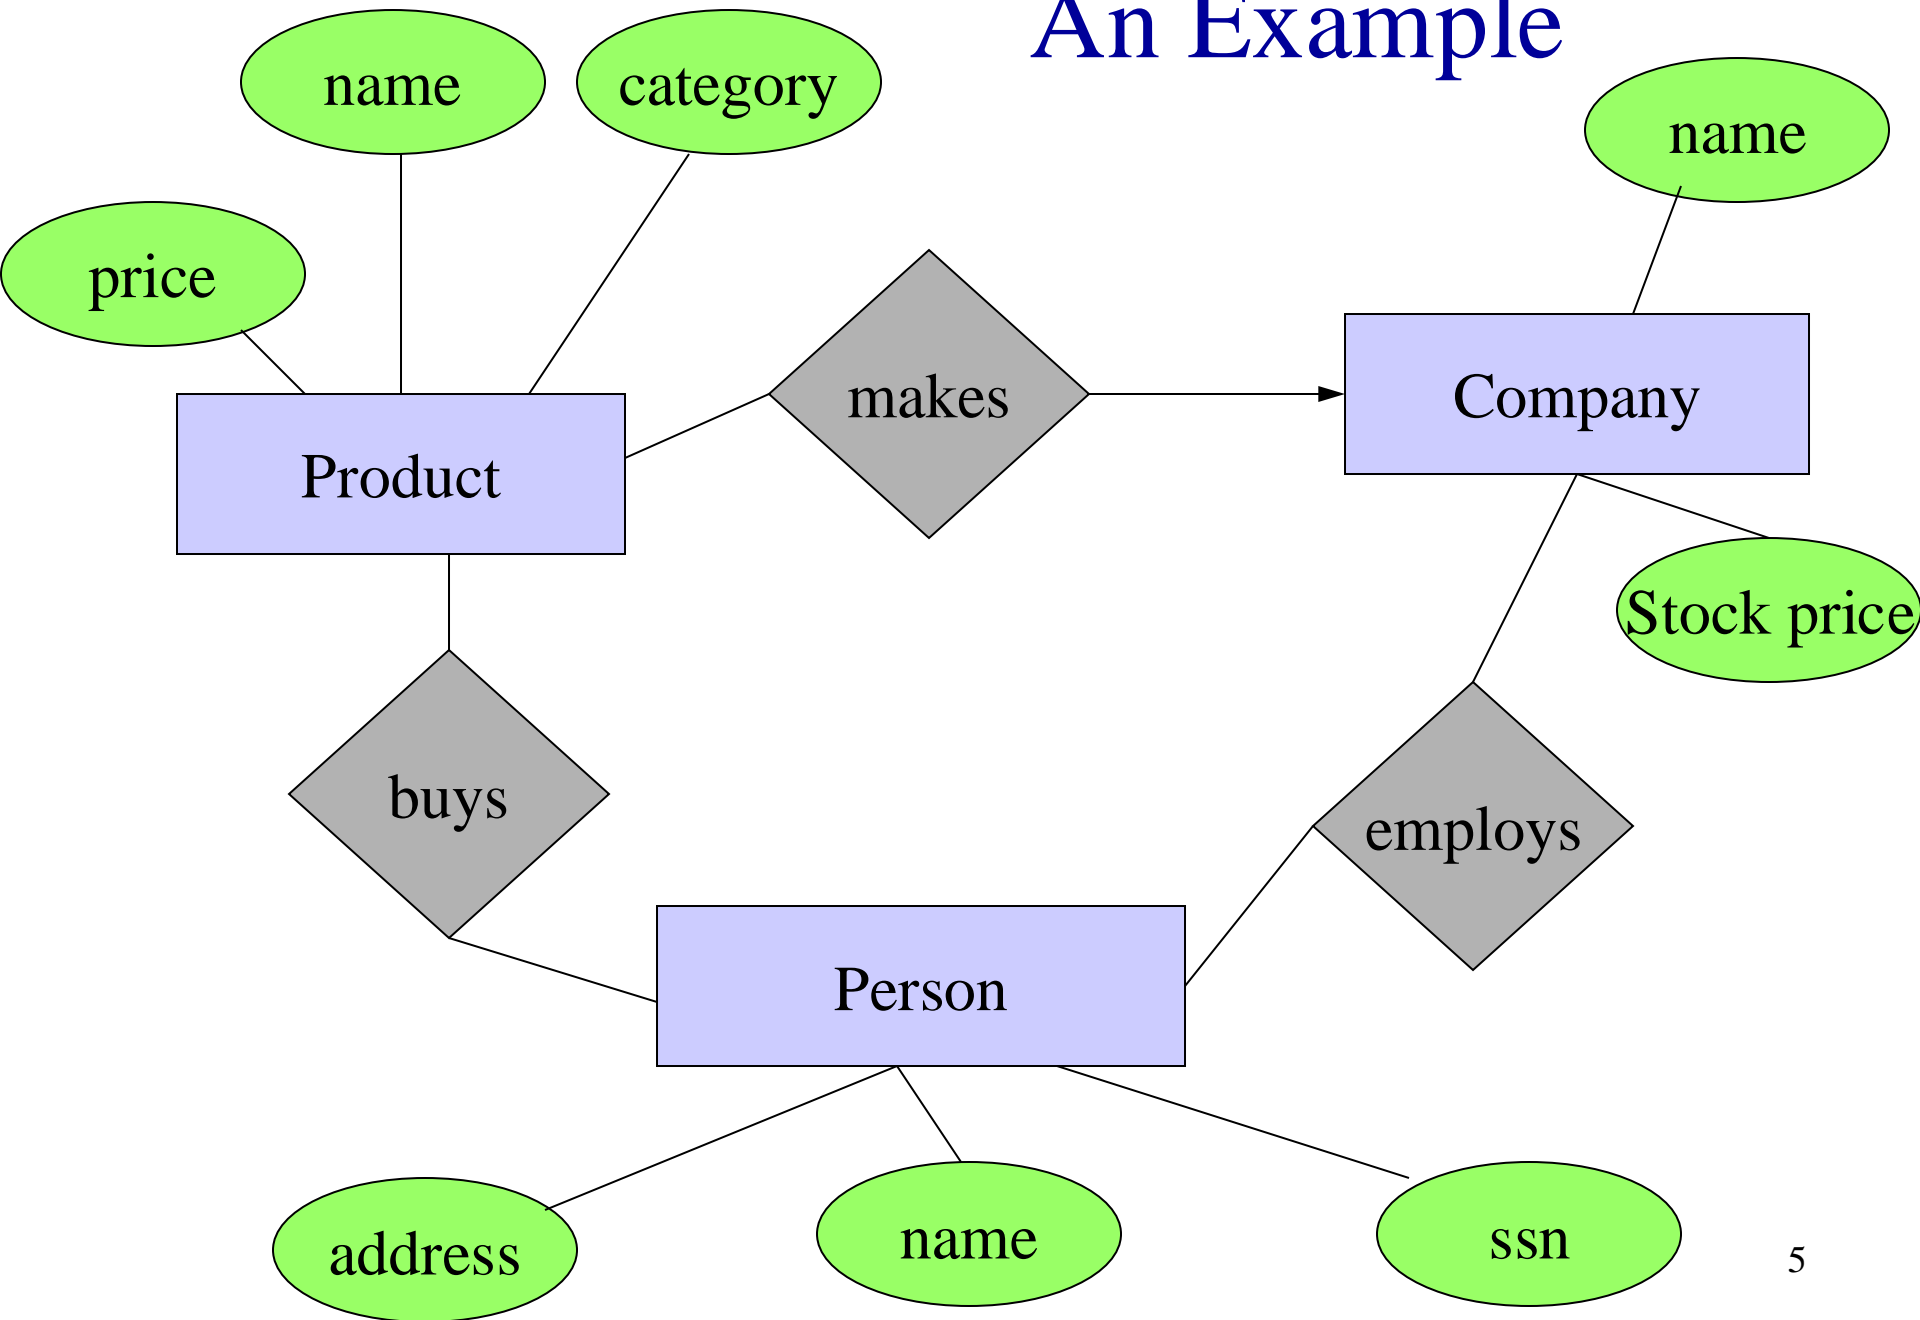 An Example
name
category
name
price
makes
Company
Product
Stock price
buys
employs
Person
address
name
ssn
5